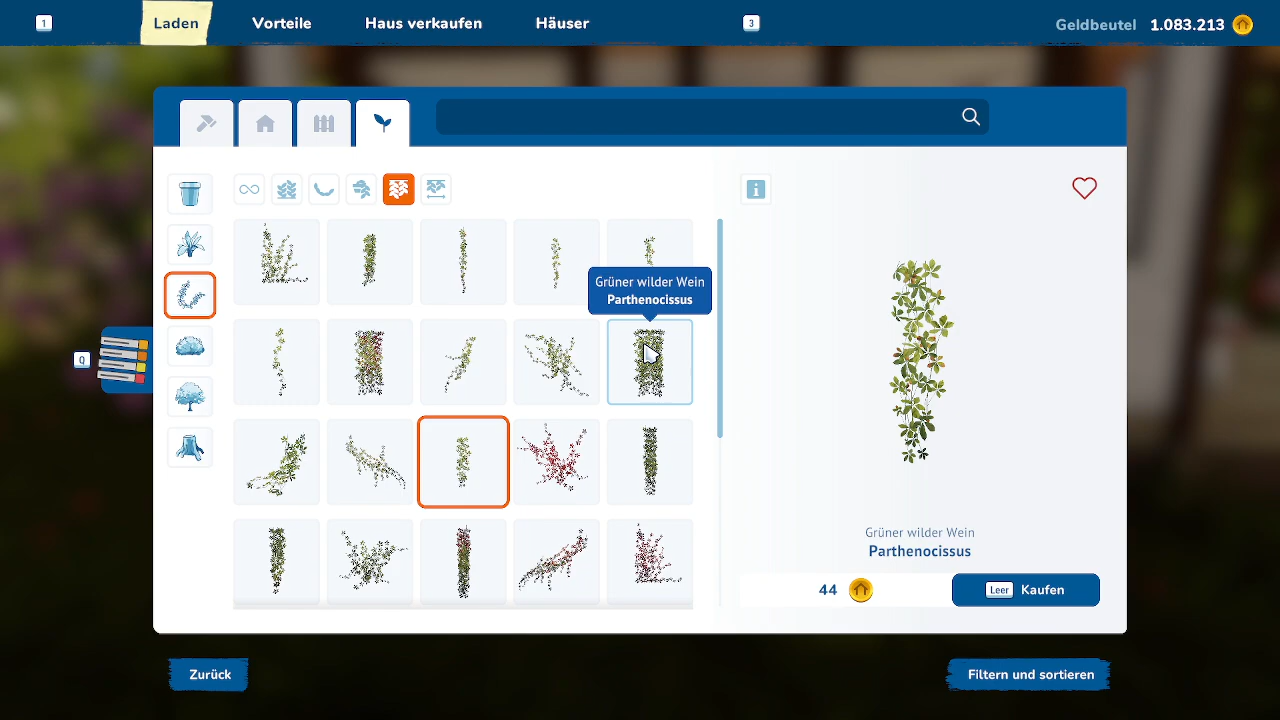 1
Laden
Vorteile
Haus verkaufen
Häuser
3
Geldbeutel 1.083.213
Grüner wilder Wein
Parthenocissus
Q
Grüner wilder Wein
Parthenocissus
44
Leer Kaufen
Zurück
Filtern und sortieren